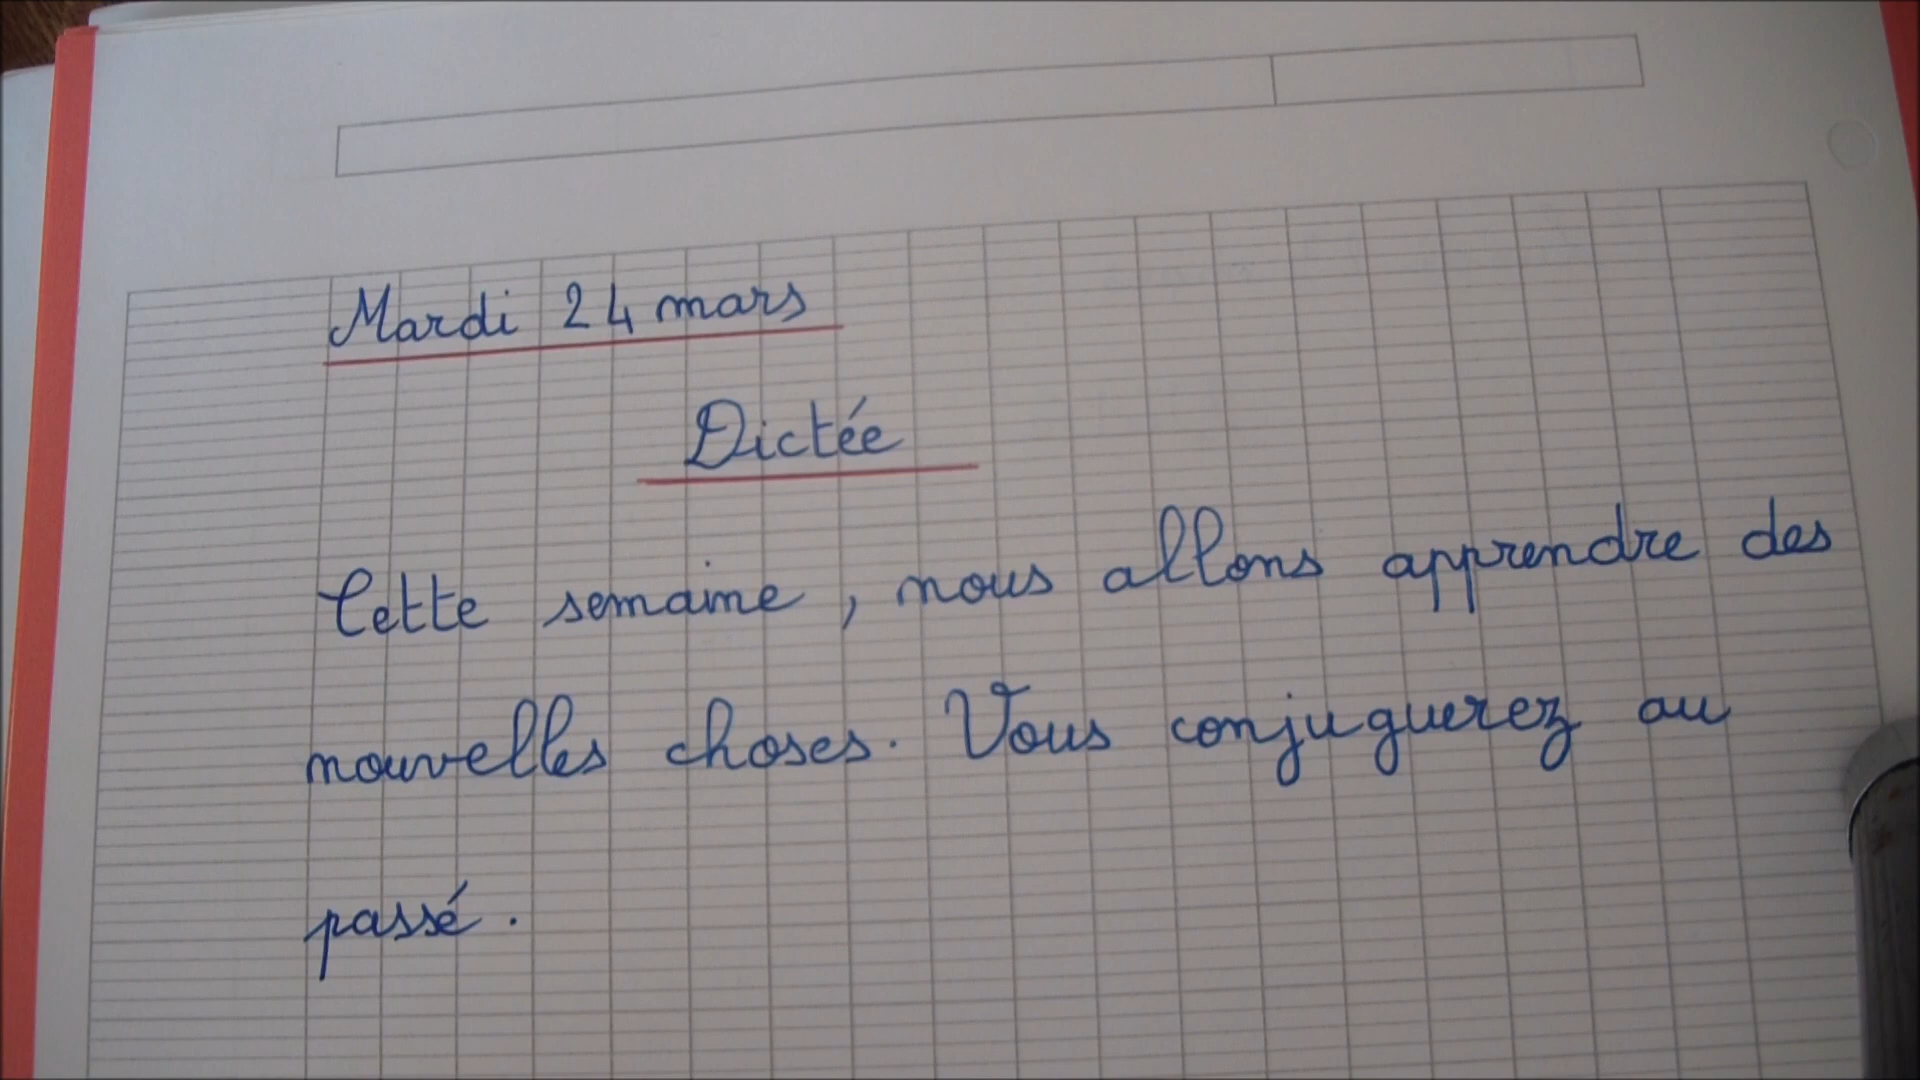 Mardi 24 mars
Dictée
Cette semaine, nous allons apprendre des
nouvelles choses. Vous conjuguerez au
passé.